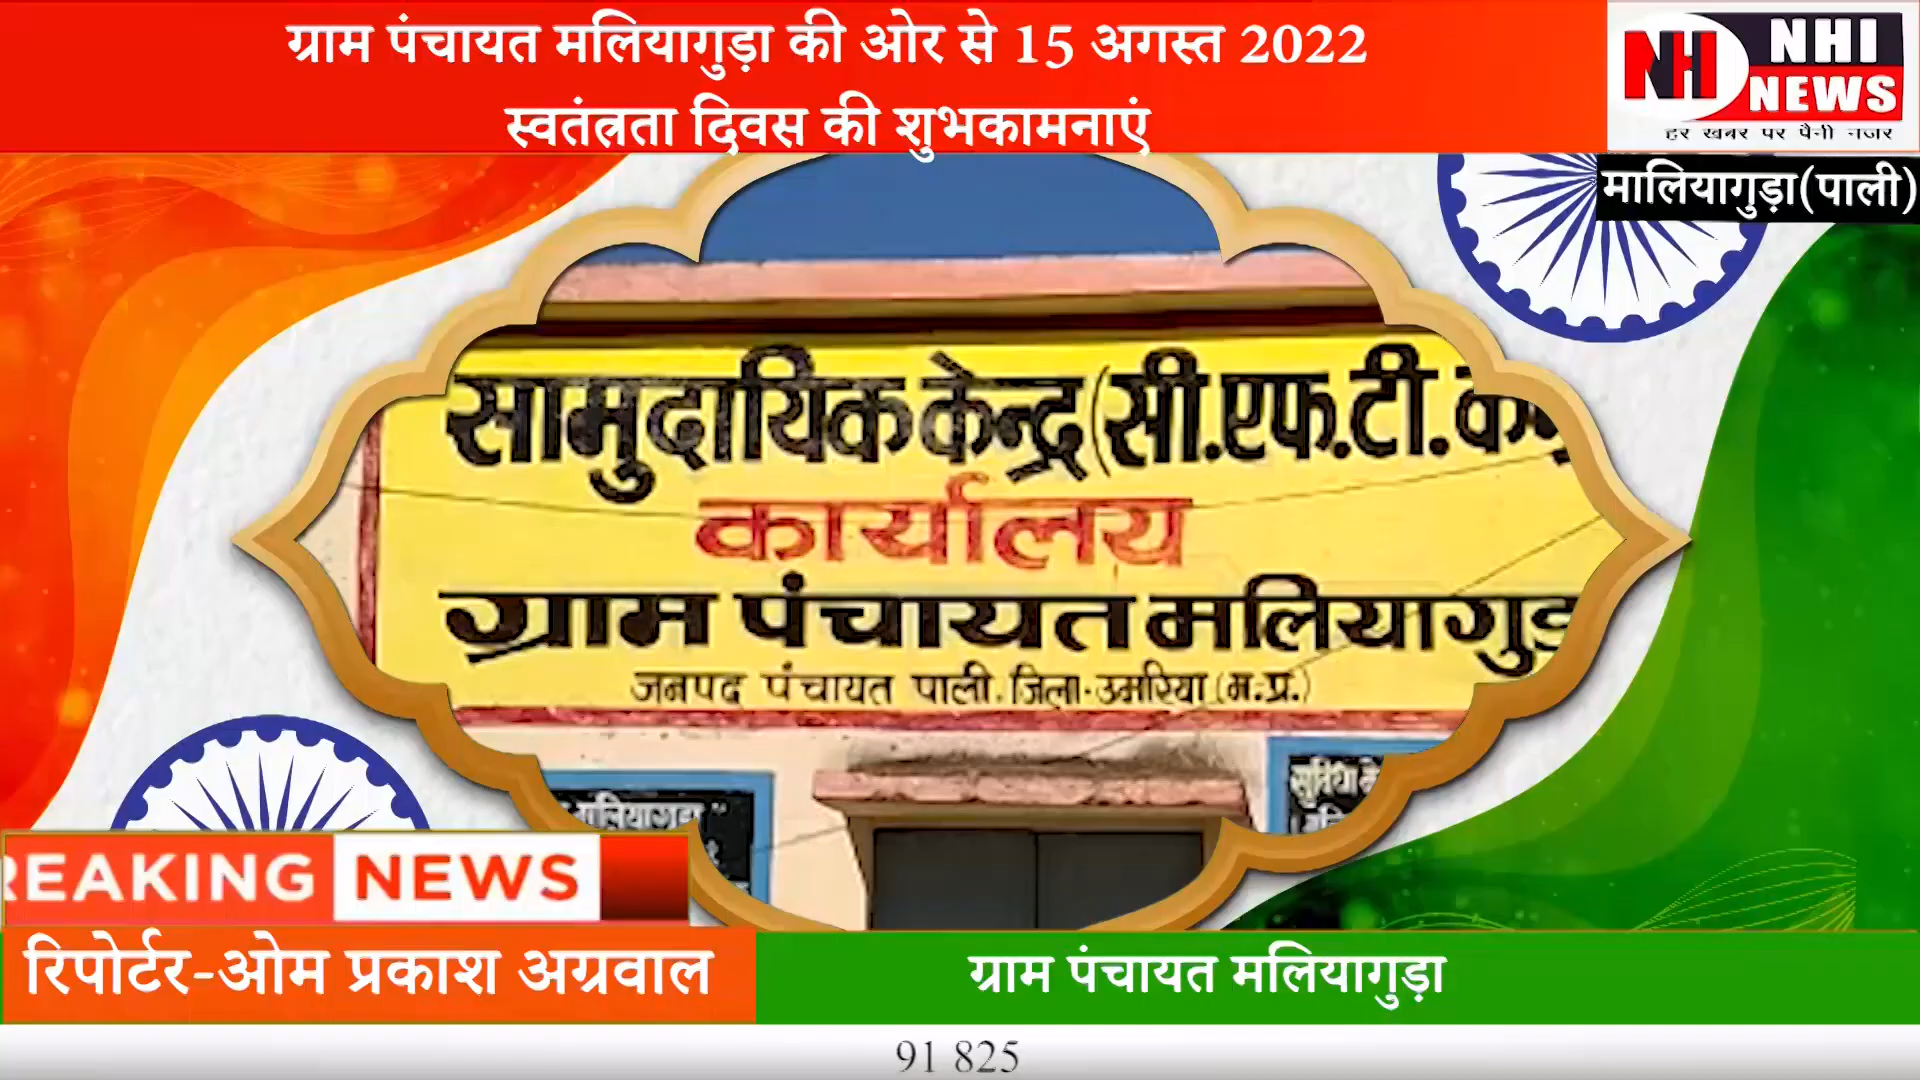 ग्राम पंचायत मलियागुड़ा की ओर से 15 अगस्त 2022
स्वतंत्रता दिवस की शुभकामनाएं
NH
NHI
NEWS
हर खबर पर पैनी नजर
मालियागुड़ा(पाली)
सामुदायिक केन्द्र (सी.एफ.टी.
कार्यालय
ग्राम पंचायत मलियागुड़
जनपद पंचायत पाली. जिला-उमरिया (म.प्र.)
सुविधा
REAKING NEWS
रिपोर्टर-ओम प्रकाश अग्रवाल
ग्राम पंचायत मलियागुड़ा
91 825